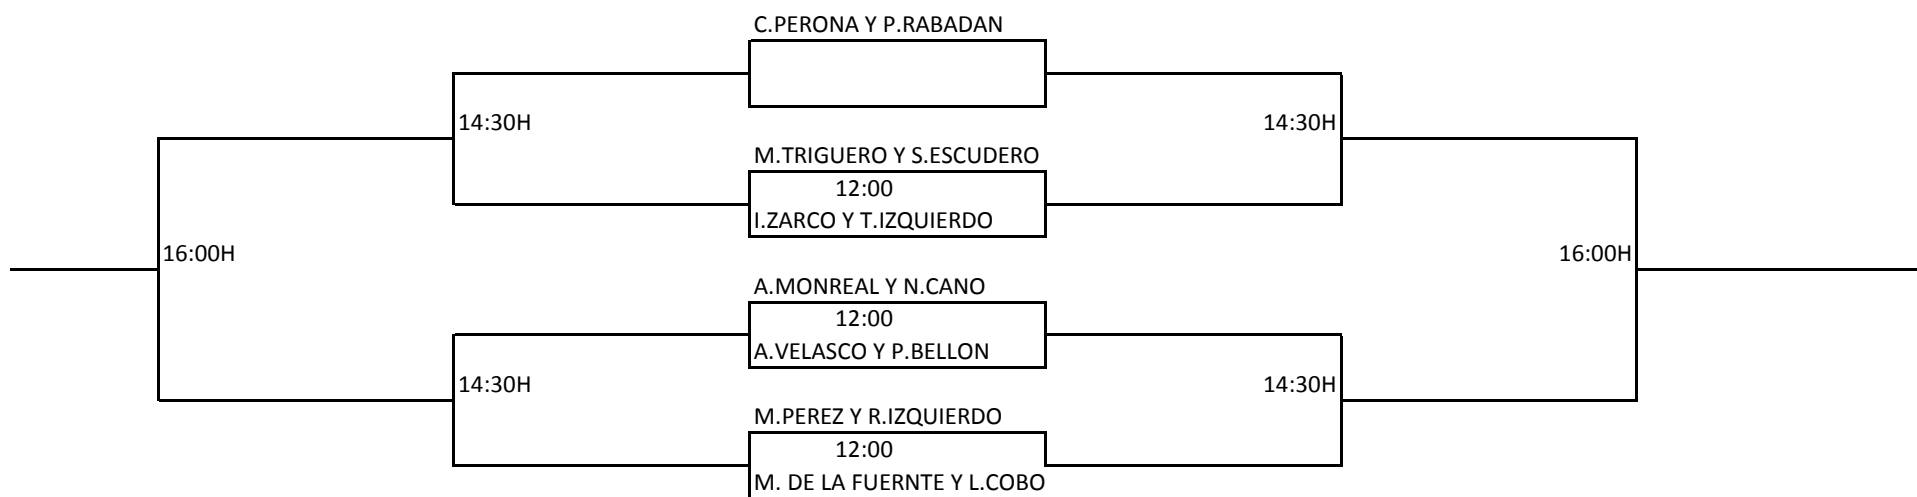 C.PERONA Y P.RABADAN
14:30H
14:30H
M.TRIGUERO Y S.ESCUDERO
12:00
I.ZARCO Y T.IZQUIERDO
16:00H
16:00H
A.MONREAL Y N.CANO
12:00
A.VELASCO Y P.BELLON
14:30H
14:30H
M.PEREZ Y R.IZQUIERDO
12:00
M. DE LA FUERNTE Y L.COBO